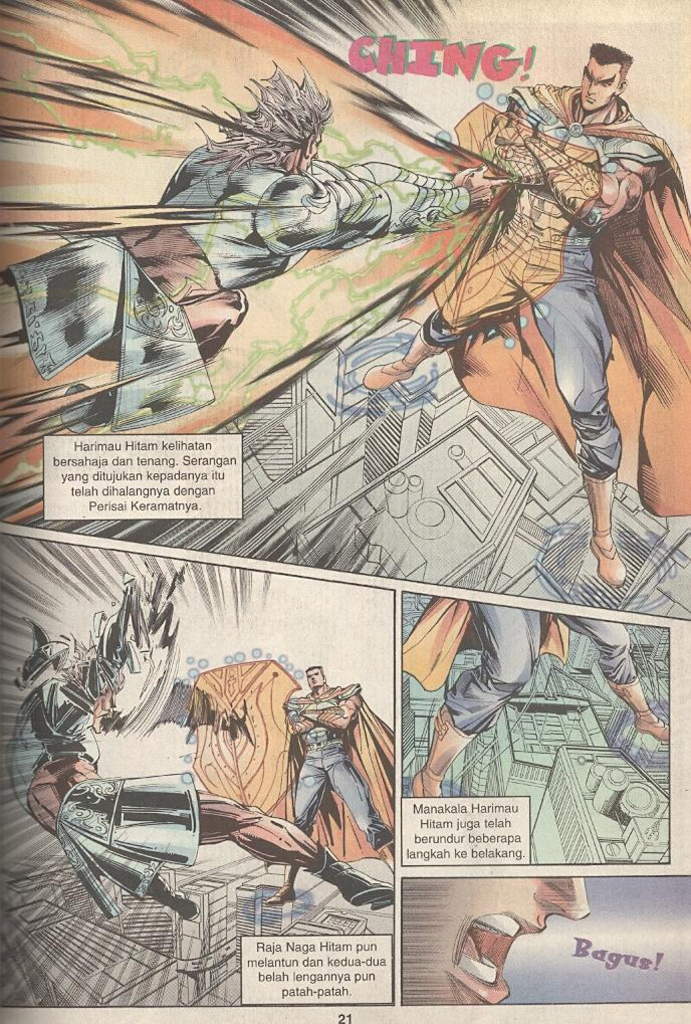 CHING!
Harimau Hitam kelihatan
bersahaja dan tenang. Serangan
yang ditujukan kepadanya itu
telah dihalangnya dengan
Perisai Keramatnya.
Raja Naga Hitam pun
melantun dan kedua-dua
belah lengannya pun
patah-patah.
Manakala Harimau
Hitam juga telah
berundur beberapa
langkah ke belakang.
Bagus!
21